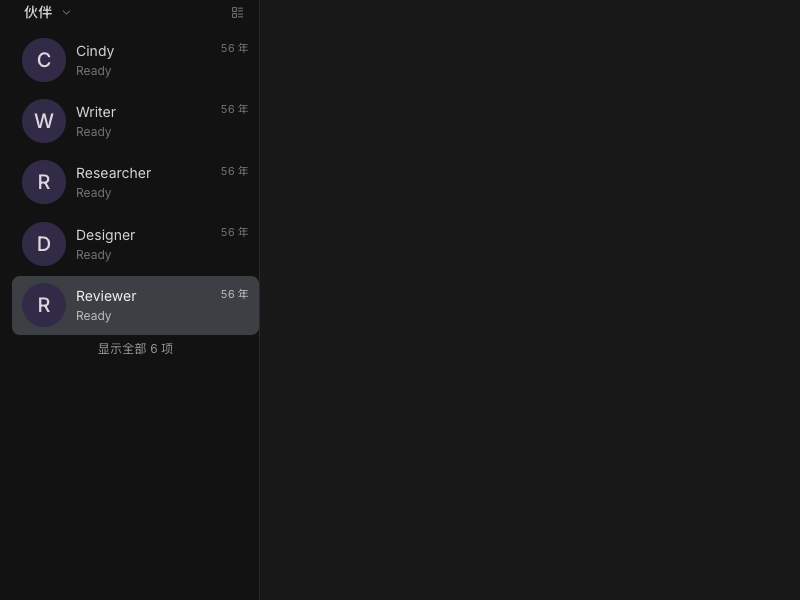 伙伴
C
Cindy
56 年
Ready
W
Writer
56 年
Ready
R
Researcher
56 年
Ready
D
Designer
56 年
Ready
R
Reviewer
56 年
Ready
显示全部 6 项